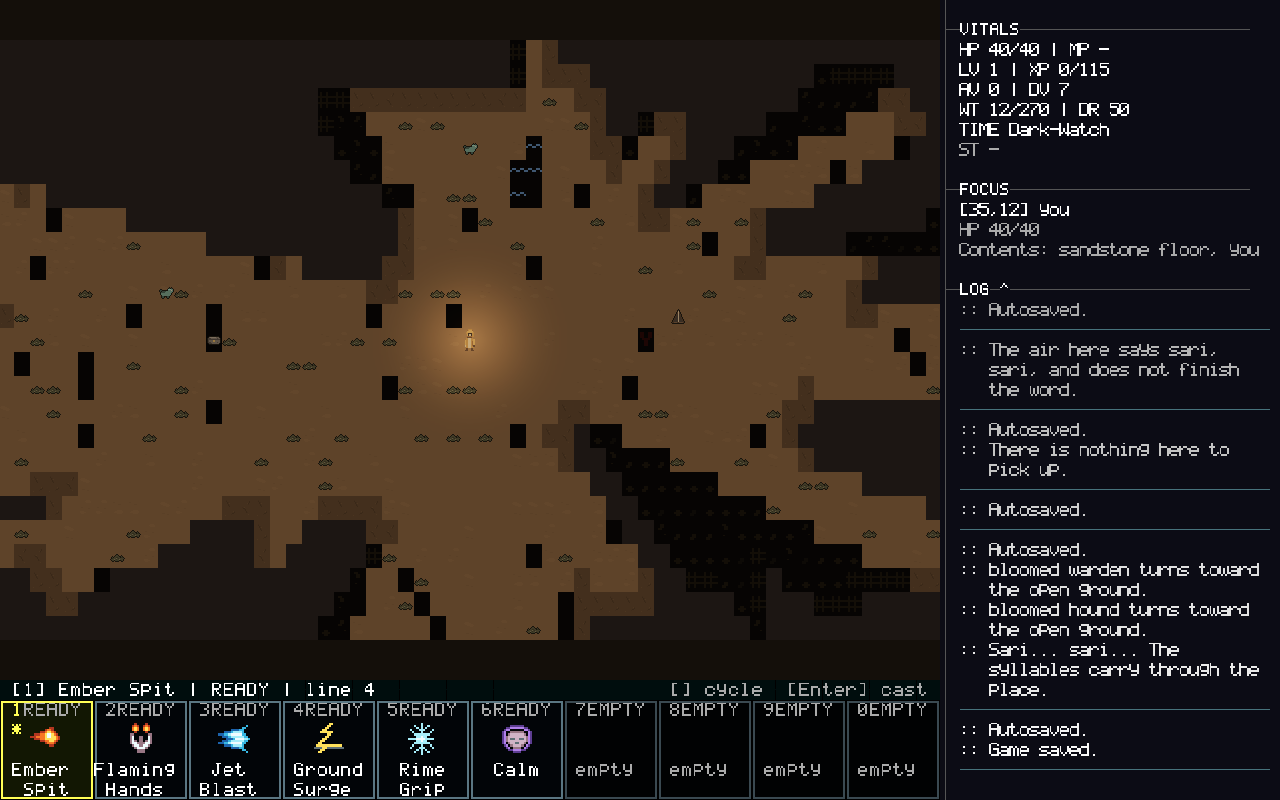 VITALS
HP 40/40 | MP -
LV 1 | XP 0/115
AV 0 | DV 7
WT 12/270 | DR 50
TIME Dark-Watch
ST -
FOCUS
[35,12] You
HP 40/40
Contents: sandstone floor, You
LOG ^
:: Autosaved.
:: The air here says sari,
sari, and does not finish
the word.
:: Autosaved.
:: There is nothing here to
pick up.
:: Autosaved.
:: Autosaved.
:: bloomed warden turns toward
the open ground.
:: bloomed hound turns toward
the open ground.
:: Sari... sari... The
syllables carry through the
place.
:: Autosaved.
:: Game saved.
[1] Ember Spit | READY | line 4
[] cycle [Enter] cast
1READY 2READY 3READY 4READY 5READY 6READY 7EMPTY 8EMPTY 9EMPTY 0EMPTY
*
Ember Flaming Jet Ground Rime Calm empty empty empty empty
Spit Hands Blast Surge Grip